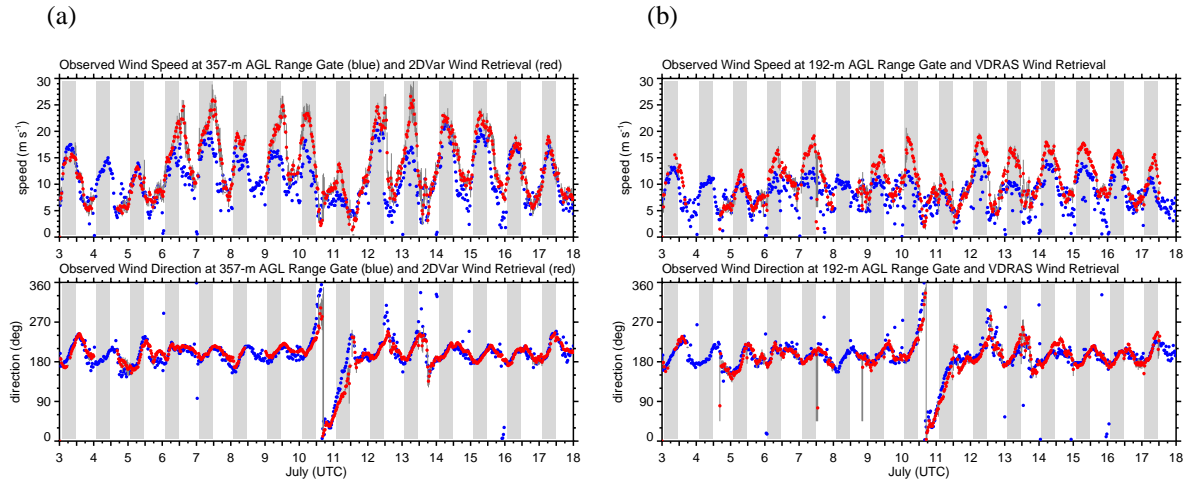 (a)
Observed Wind Speed at 357-m AGL Range Gate (blue) and 2DVar Wind Retrieval (red)
30
25
20
15
10
5
0
speed (m s⁻¹)
3 4 5 6 7 8 9 10 11 12 13 14 15 16 17 18
Observed Wind Direction at 357-m AGL Range Gate (blue) and 2DVar Wind Retrieval (red)
360
270
180
90
0
direction (deg)
3 4 5 6 7 8 9 10 11 12 13 14 15 16 17 18
July (UTC)
(b)
Observed Wind Speed at 192-m AGL Range Gate and VDRAS Wind Retrieval
30
25
20
15
10
5
0
speed (m s⁻¹)
3 4 5 6 7 8 9 10 11 12 13 14 15 16 17 18
Observed Wind Direction at 192-m AGL Range Gate and VDRAS Wind Retrieval
360
270
180
90
0
direction (deg)
3 4 5 6 7 8 9 10 11 12 13 14 15 16 17 18
July (UTC)